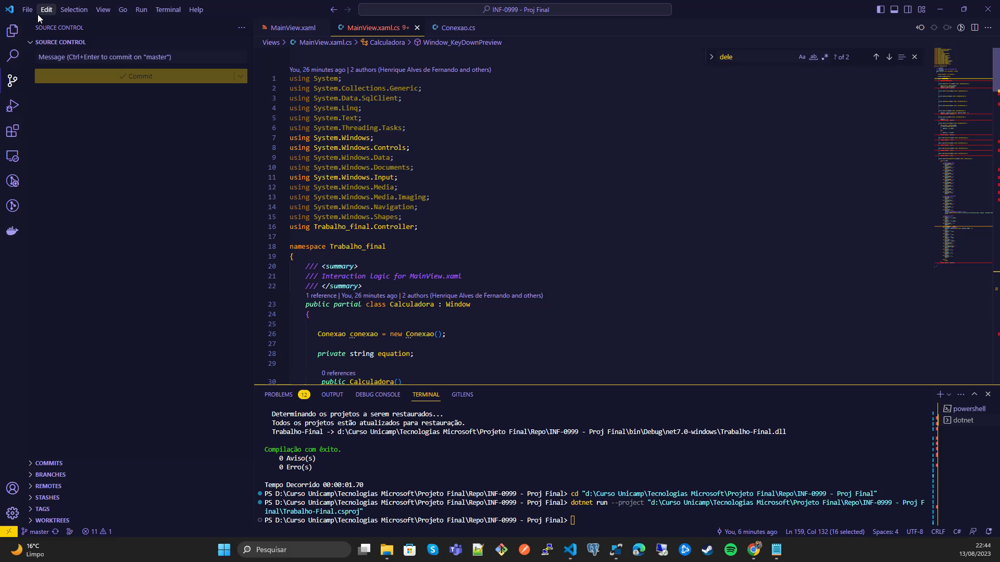 File Edit Selection View Go Run Terminal Help
INF-0999 - Proj Final
SOURCE CONTROL
SOURCE CONTROL
Message (Ctrl+Enter to commit on "master")
Commit
COMMITS
BRANCHES
REMOTES
STASHES
TAGS
WORKTREES
MainView.xaml
MainView.xaml.cs 9+
Conexao.cs
Views > MainView.xaml.cs > Calculadora > Window_KeyDownPreview
dele
Aa ab ? of 2
You, 26 minutes ago | 2 authors (Henrique Alves de Fernando and others)
1 using System;
2 using System.Collections.Generic;
3 using System.Data.SqlClient;
4 using System.Linq;
5 using System.Text;
6 using System.Threading.Tasks;
7 using System.Windows;
8 using System.Windows.Controls;
9 using System.Windows.Data;
10 using System.Windows.Documents;
11 using System.Windows.Input;
12 using System.Windows.Media;
13 using System.Windows.Media.Imaging;
14 using System.Windows.Navigation;
15 using System.Windows.Shapes;
16 using Trabalho_final.Controller;
17
18 namespace Trabalho_final
19 {
20 /// <summary>
21 /// Interaction logic for MainView.xaml
22 /// </summary>
1 reference | You, 26 minutes ago | 2 authors (Henrique Alves de Fernando and others)
23 public partial class Calculadora : Window
24 {
25
26 Conexao conexao = new Conexao();
27
28 private string equation;
29
0 references
30 public Calculadora()
PROBLEMS 12 OUTPUT DEBUG CONSOLE TERMINAL GITLENS
powershell
dotnet
Determinando os projetos a serem restaurados...
Todos os projetos estão atualizados para restauração.
Trabalho-Final -> d:\Curso Unicamp\Tecnologias Microsoft\Projeto Final\Repo\INF-0999 - Proj Final\bin\Debug\net7.0-windows\Trabalho-Final.dll
Compilação com êxito.
0 Aviso(s)
0 Erro(s)
Tempo Decorrido 00:00:01.70
PS D:\Curso Unicamp\Tecnologias Microsoft\Projeto Final\Repo\INF-0999 - Proj Final> cd "d:\Curso Unicamp\Tecnologias Microsoft\Projeto Final\Repo\INF-0999 - Proj Final"
PS D:\Curso Unicamp\Tecnologias Microsoft\Projeto Final\Repo\INF-0999 - Proj Final> dotnet run --project "d:\Curso Unicamp\Tecnologias Microsoft\Projeto Final\Repo\INF-0999 - Proj F
inal\Trabalho-Final.csproj"
PS D:\Curso Unicamp\Tecnologias Microsoft\Projeto Final\Repo\INF-0999 - Proj Final>
master 11 1 You, 6 minutes ago Ln 159, Col 132 (16 selected) Spaces: 4 UTF-8 CRLF C#
16°C
Limpo
Pesquisar
22:44
13/08/2023